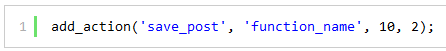 1 add_action('save_post', 'function_name', 10, 2);